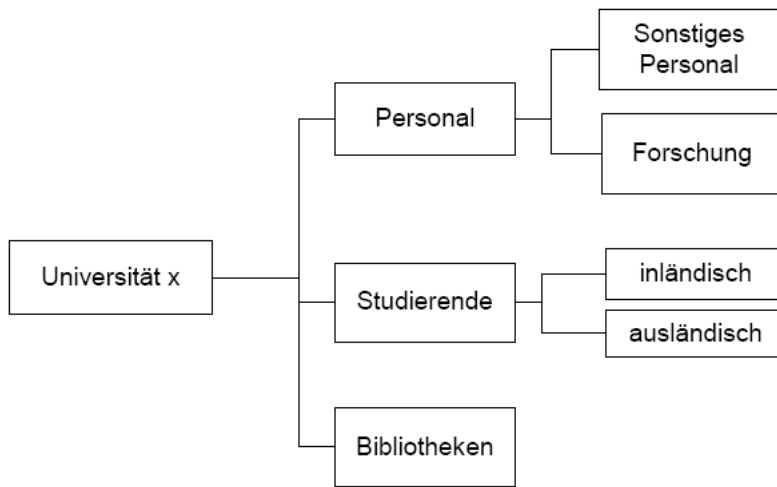 Universität x
Personal
Sonstiges
Personal
Forschung
Studierende
inländisch
ausländisch
Bibliotheken